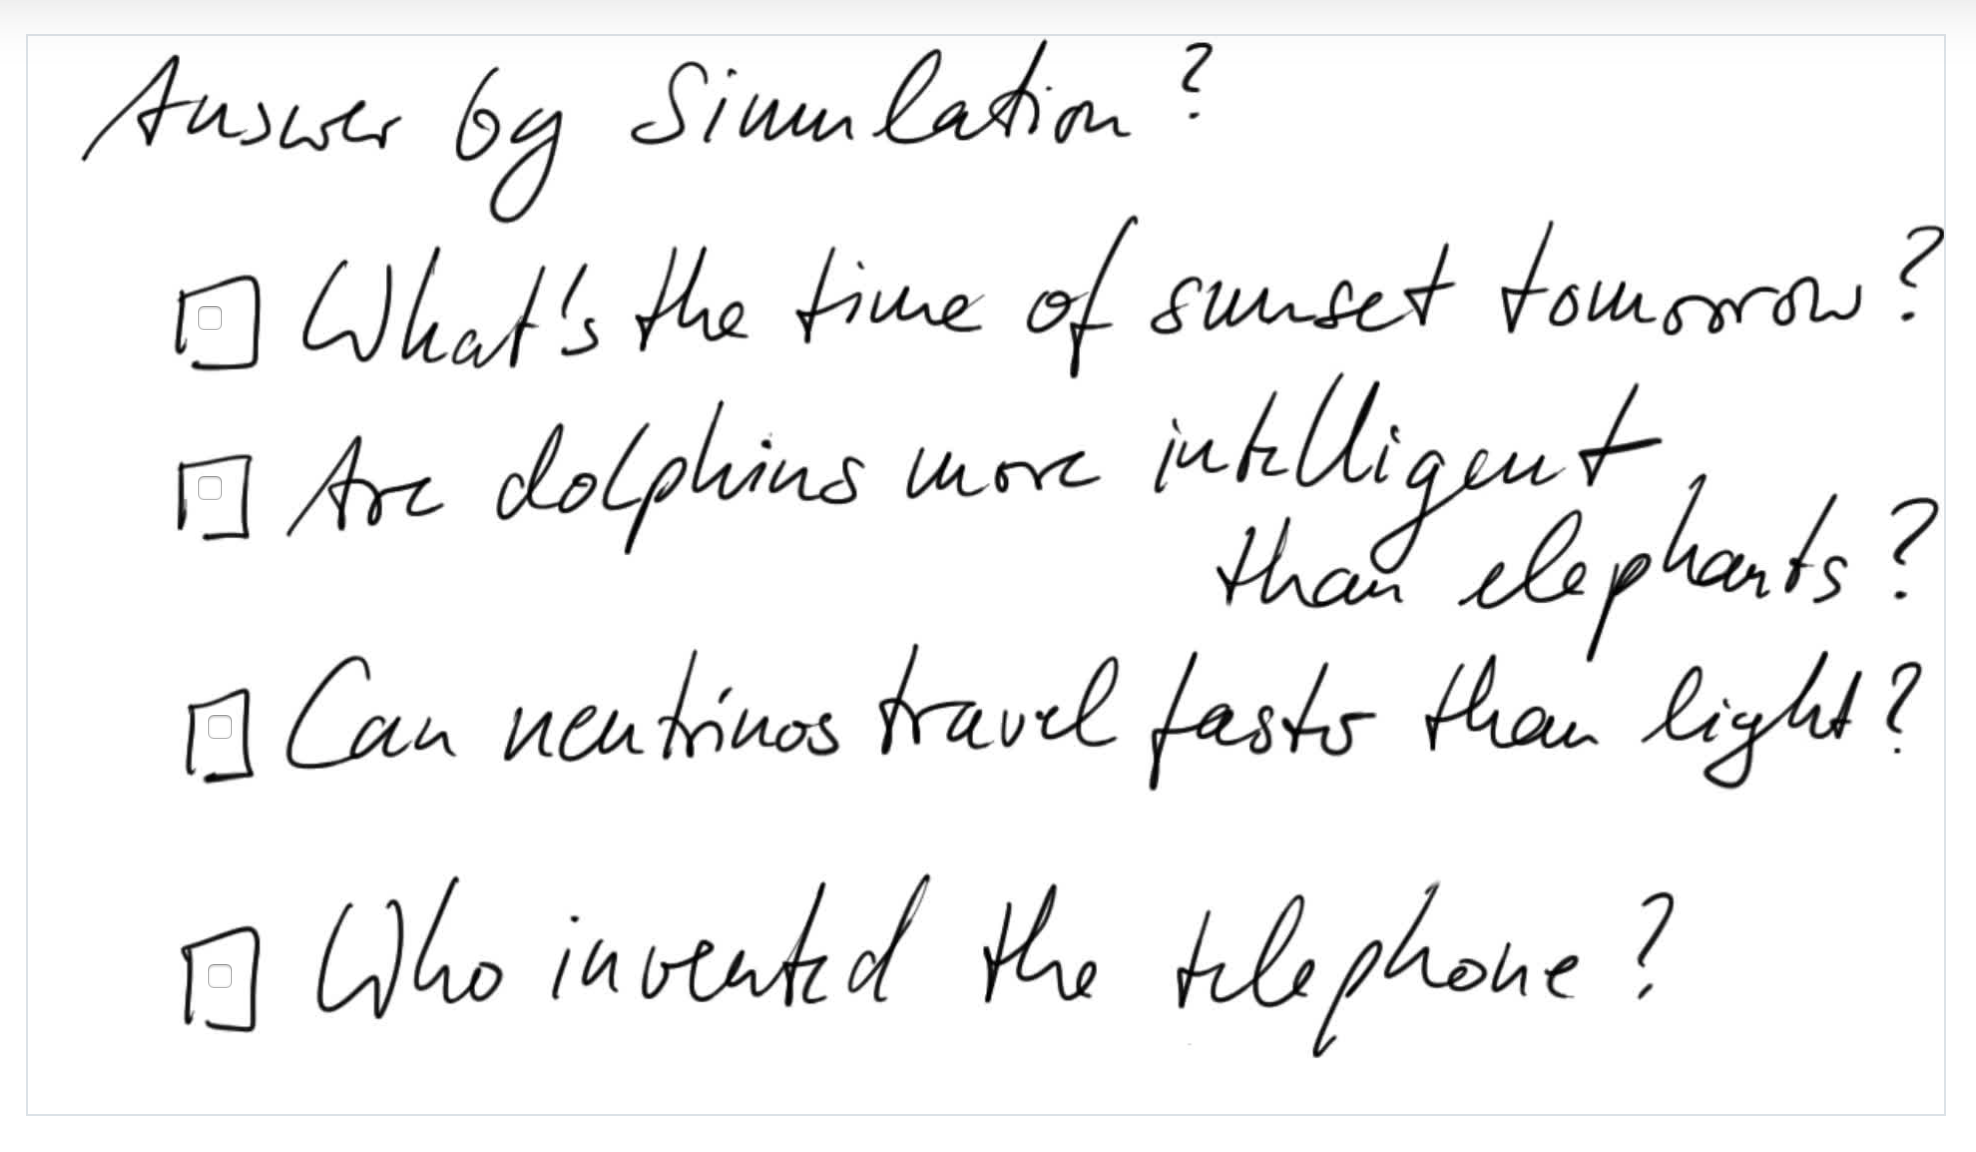 Answer by Simulation?
What's the time of sunset tomorrow?
Are dolphins more intelligent
than elephants?
Can neutrinos travel faster than light?
Who invented the telephone?